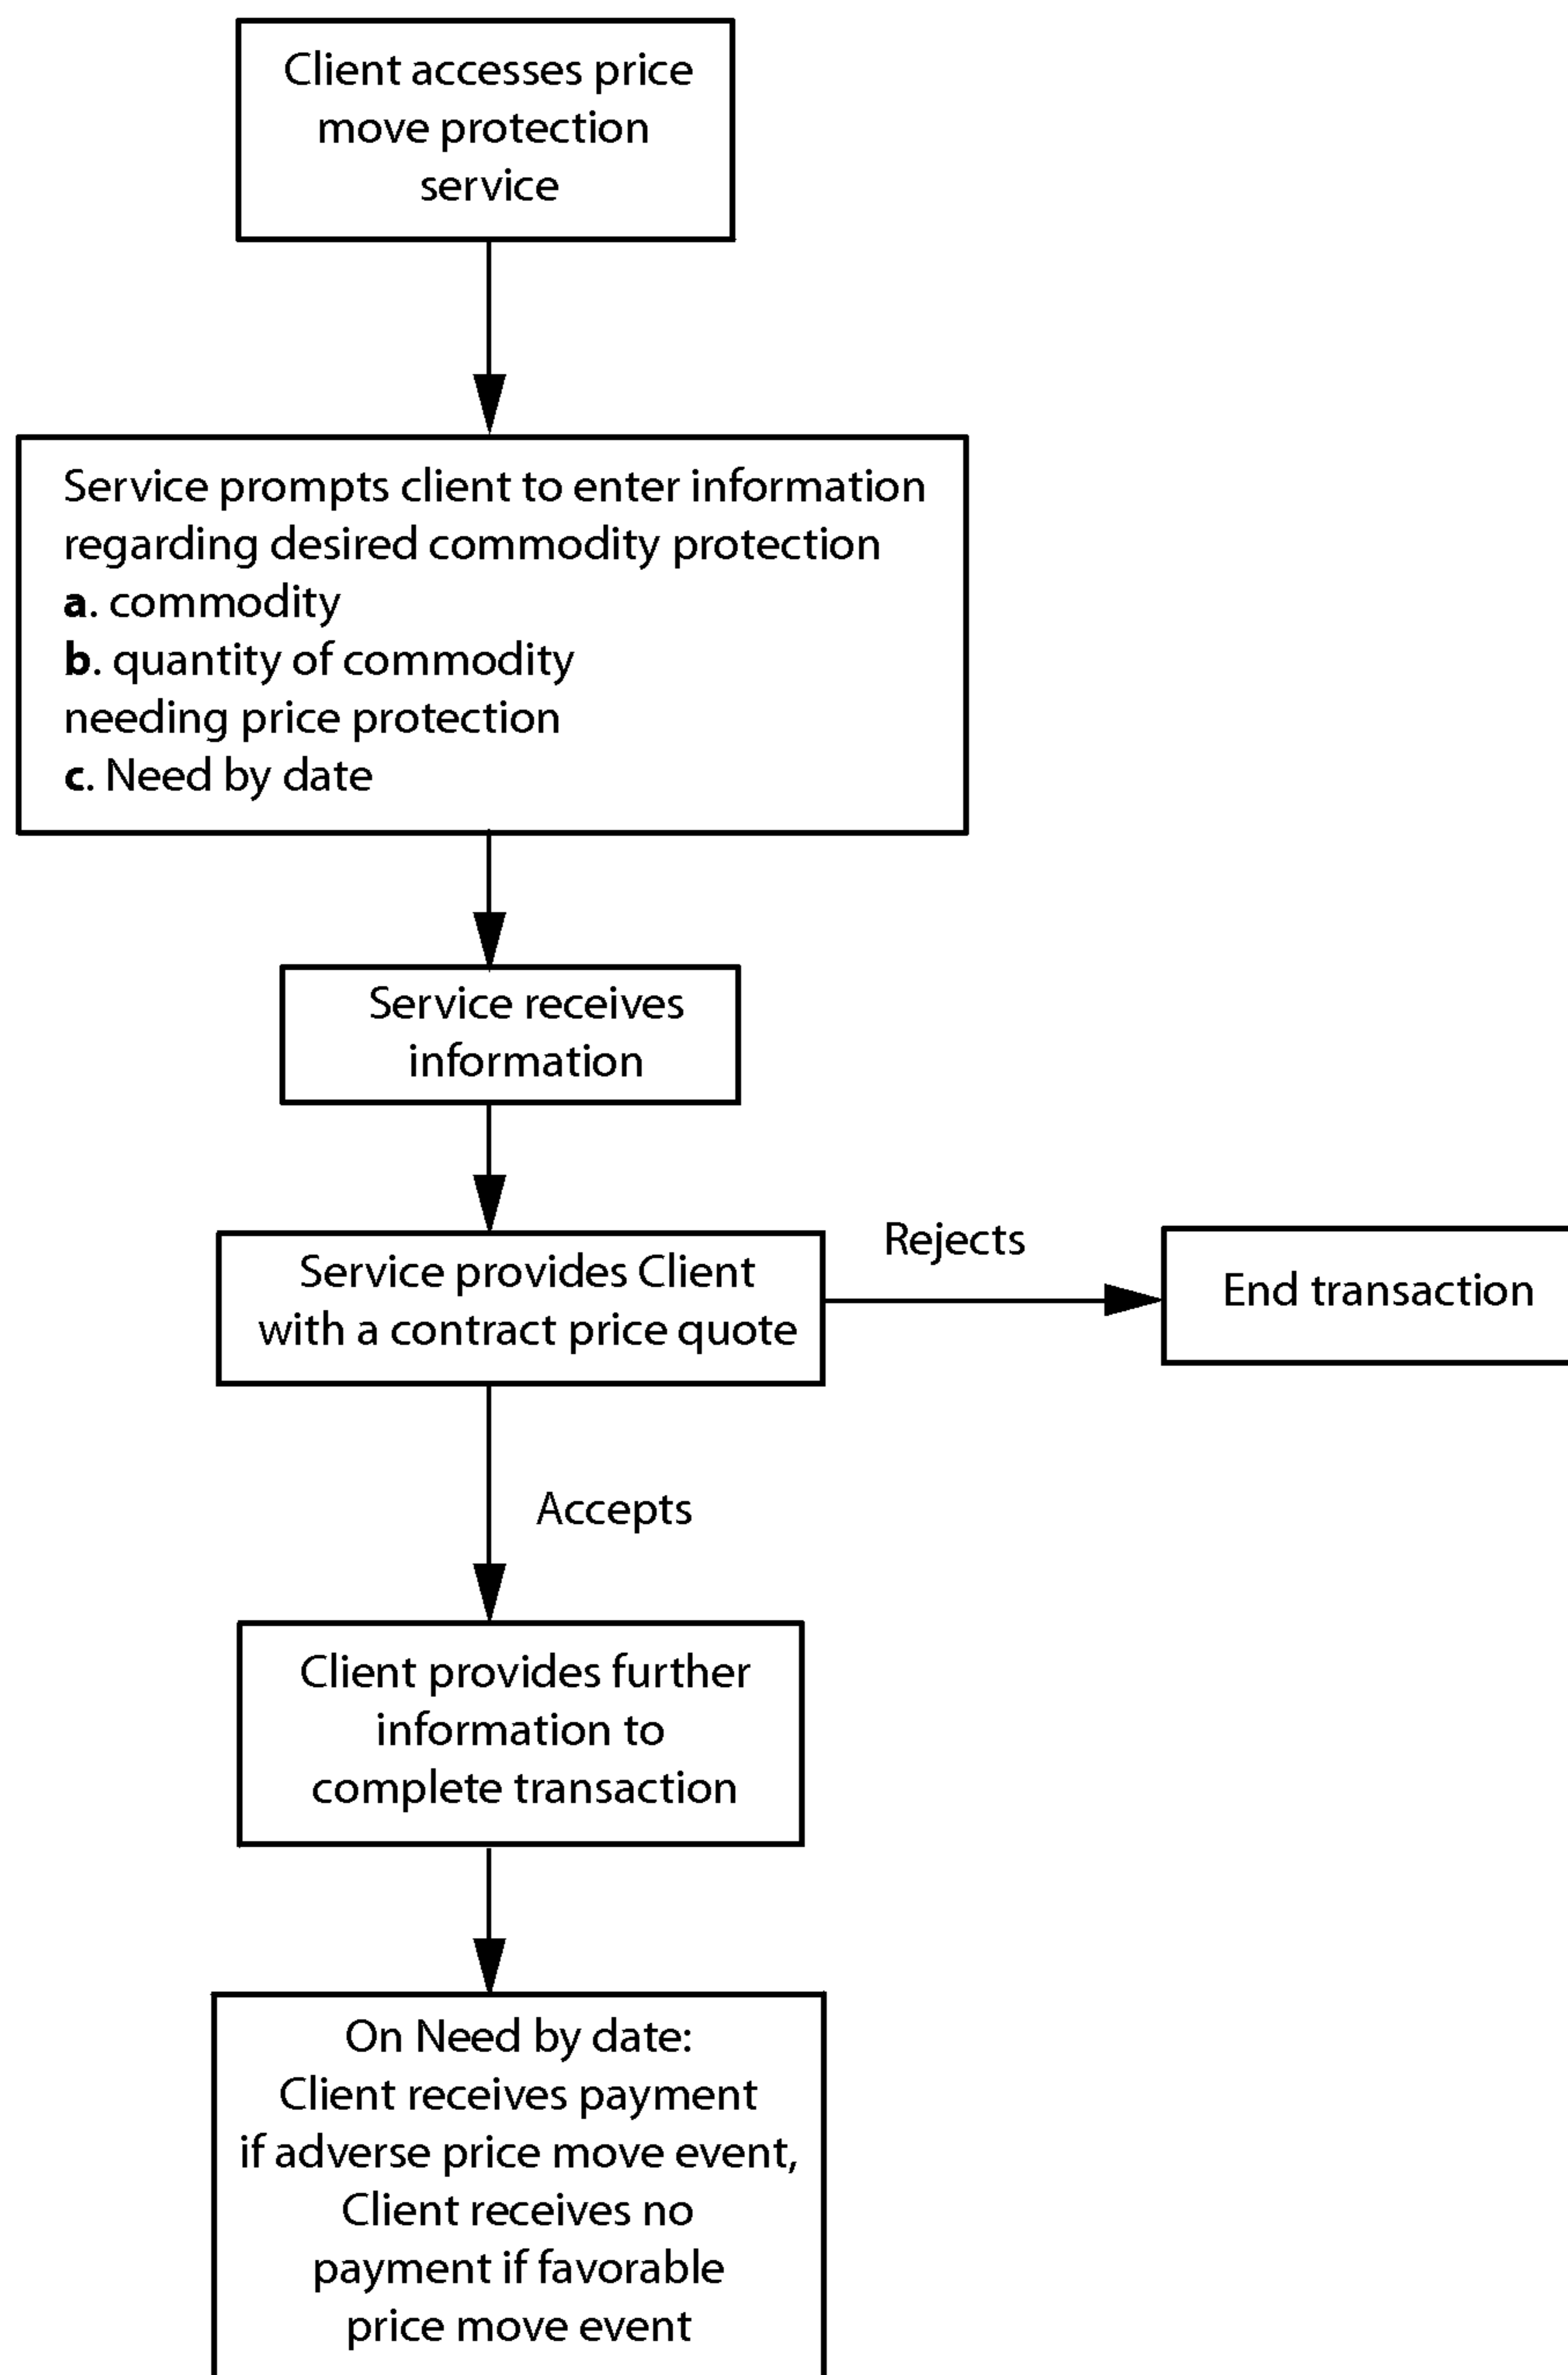 Client accesses price
move protection
service
Service prompts client to enter information
regarding desired commodity protection
a. commodity
b. quantity of commodity
needing price protection
c. Need by date
Service receives
information
Service provides Client
with a contract price quote
Rejects
End transaction
Accepts
Client provides further
information to
complete transaction
On Need by date:
Client receives payment
if adverse price move event,
Client receives no
payment if favorable
price move event